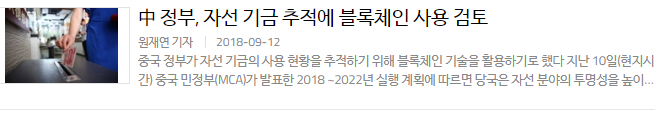 中 정부, 자선 기금 추적에 블록체인 사용 검토
원재연 기자 | 2018-09-12
중국 정부가 자선 기금의 사용 현황을 추적하기 위해 블록체인 기술을 활용하기로 했다 지난 10일(현지시
간) 중국 민정부(MCA)가 발표한 2018 ~2022년 실행 계획에 따르면 당국은 자선 분야의 투명성을 높이...